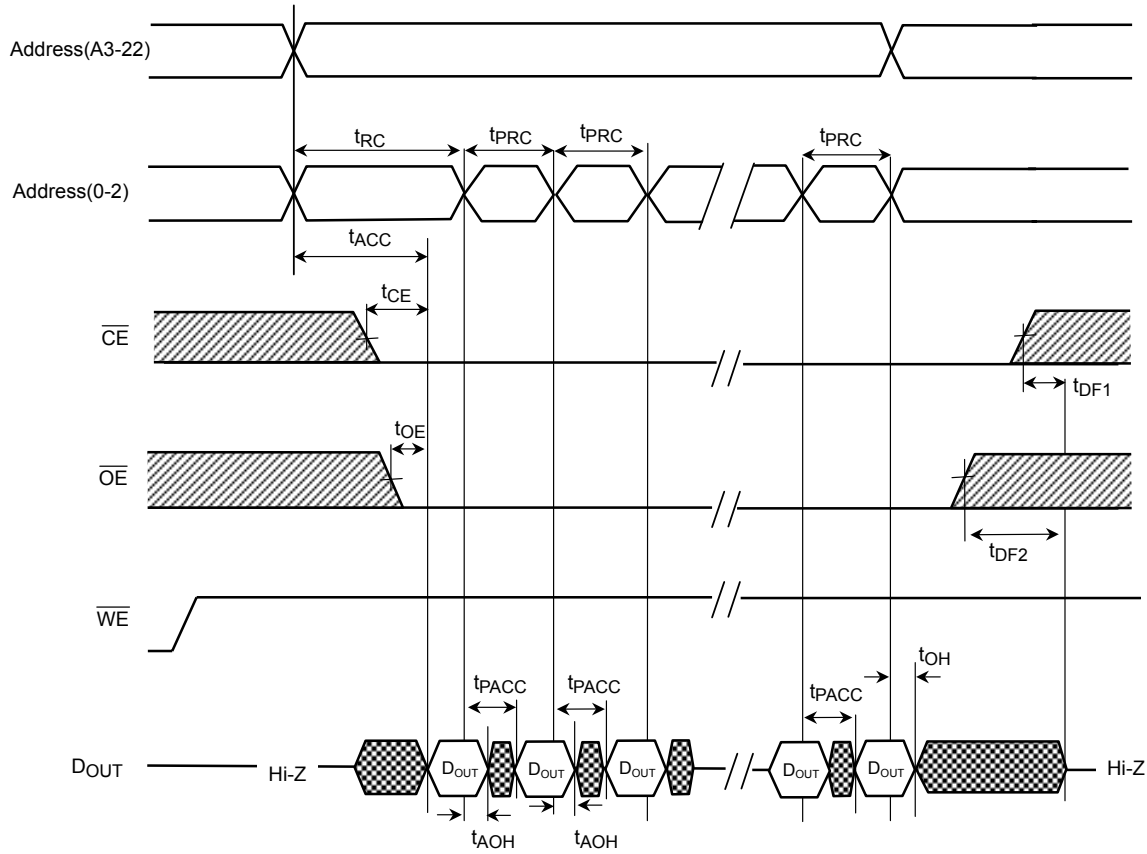 Address(A3-22)
tRC
tPRC
tPRC
tPRC
Address(0-2)
tACC
tCE
CE
tDF1
tOE
OE
tDF2
WE
tOH
tPACC
tPACC
tPACC
DOUT
Hi-Z
DOUT
DOUT
DOUT
DOUT
DOUT
Hi-Z
tAOH
tAOH